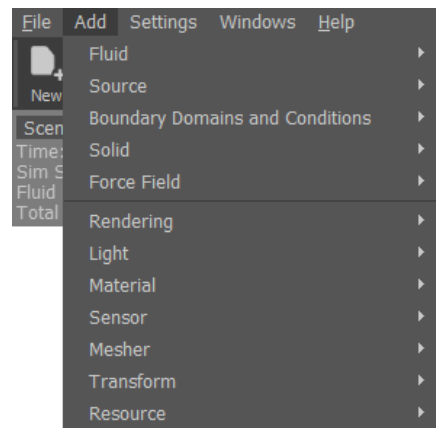 File Add Settings Windows Help
New
Fluid
Source
Boundary Domains and Conditions
Solid
Force Field
Rendering
Light
Material
Sensor
Mesher
Transform
Resource
Scen
Time:
Sim S
Fluid
Total